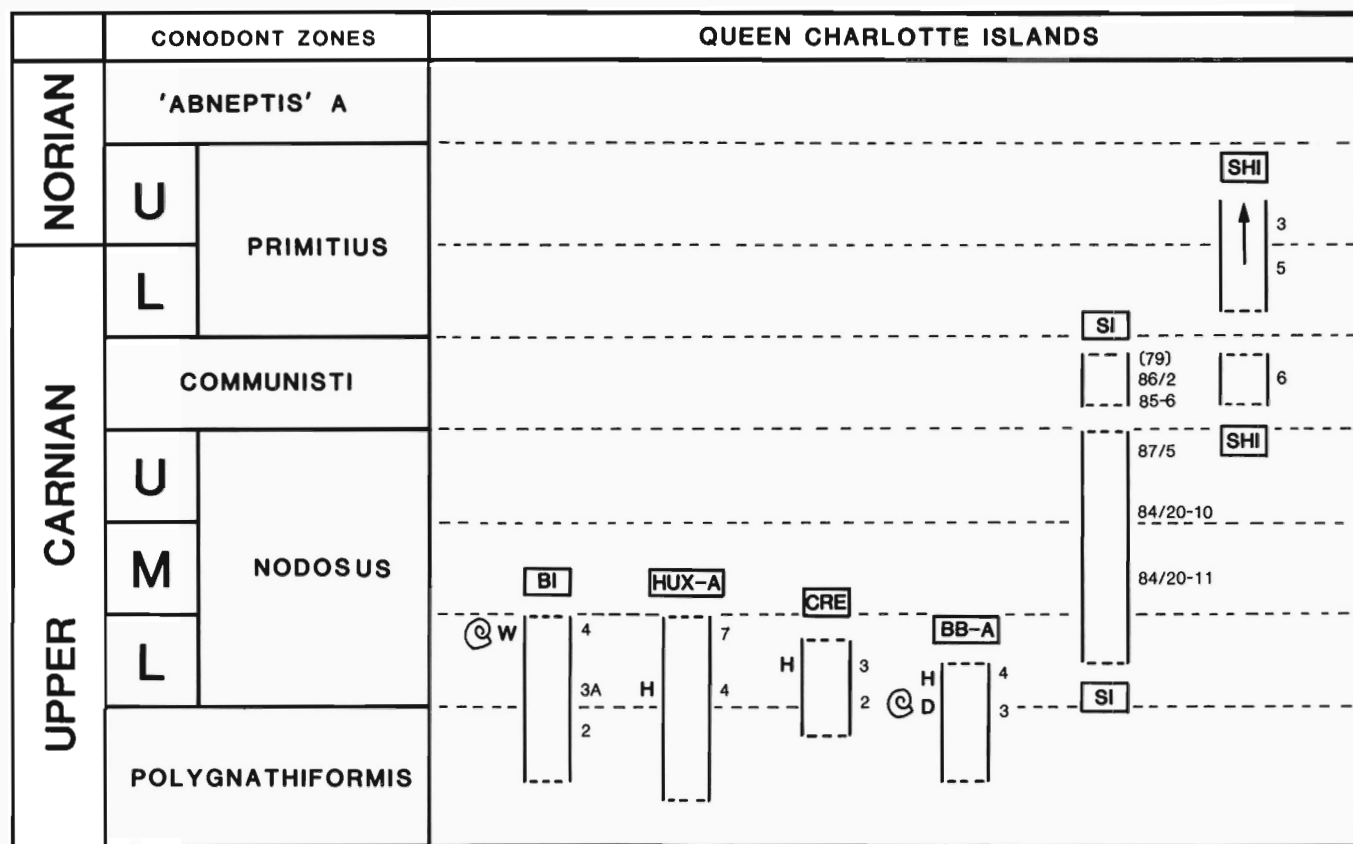 CONODONT ZONES
QUEEN CHARLOTTE ISLANDS
NORIAN
'ABNEPTIS' A
U
PRIMITIUS
L
UPPER CARNIAN
COMMUNISTI
U
M
NODOSUS
L
POLYGNATHIFORMIS
BI
W
4
3A
2
HUX-A
7
H
4
CRE
H
3
2
BB-A
H
4
D
3
SI
(79)
86/2
85-6
87/5
84/20-10
84/20-11
SI
SHI
3
5
6
SHI